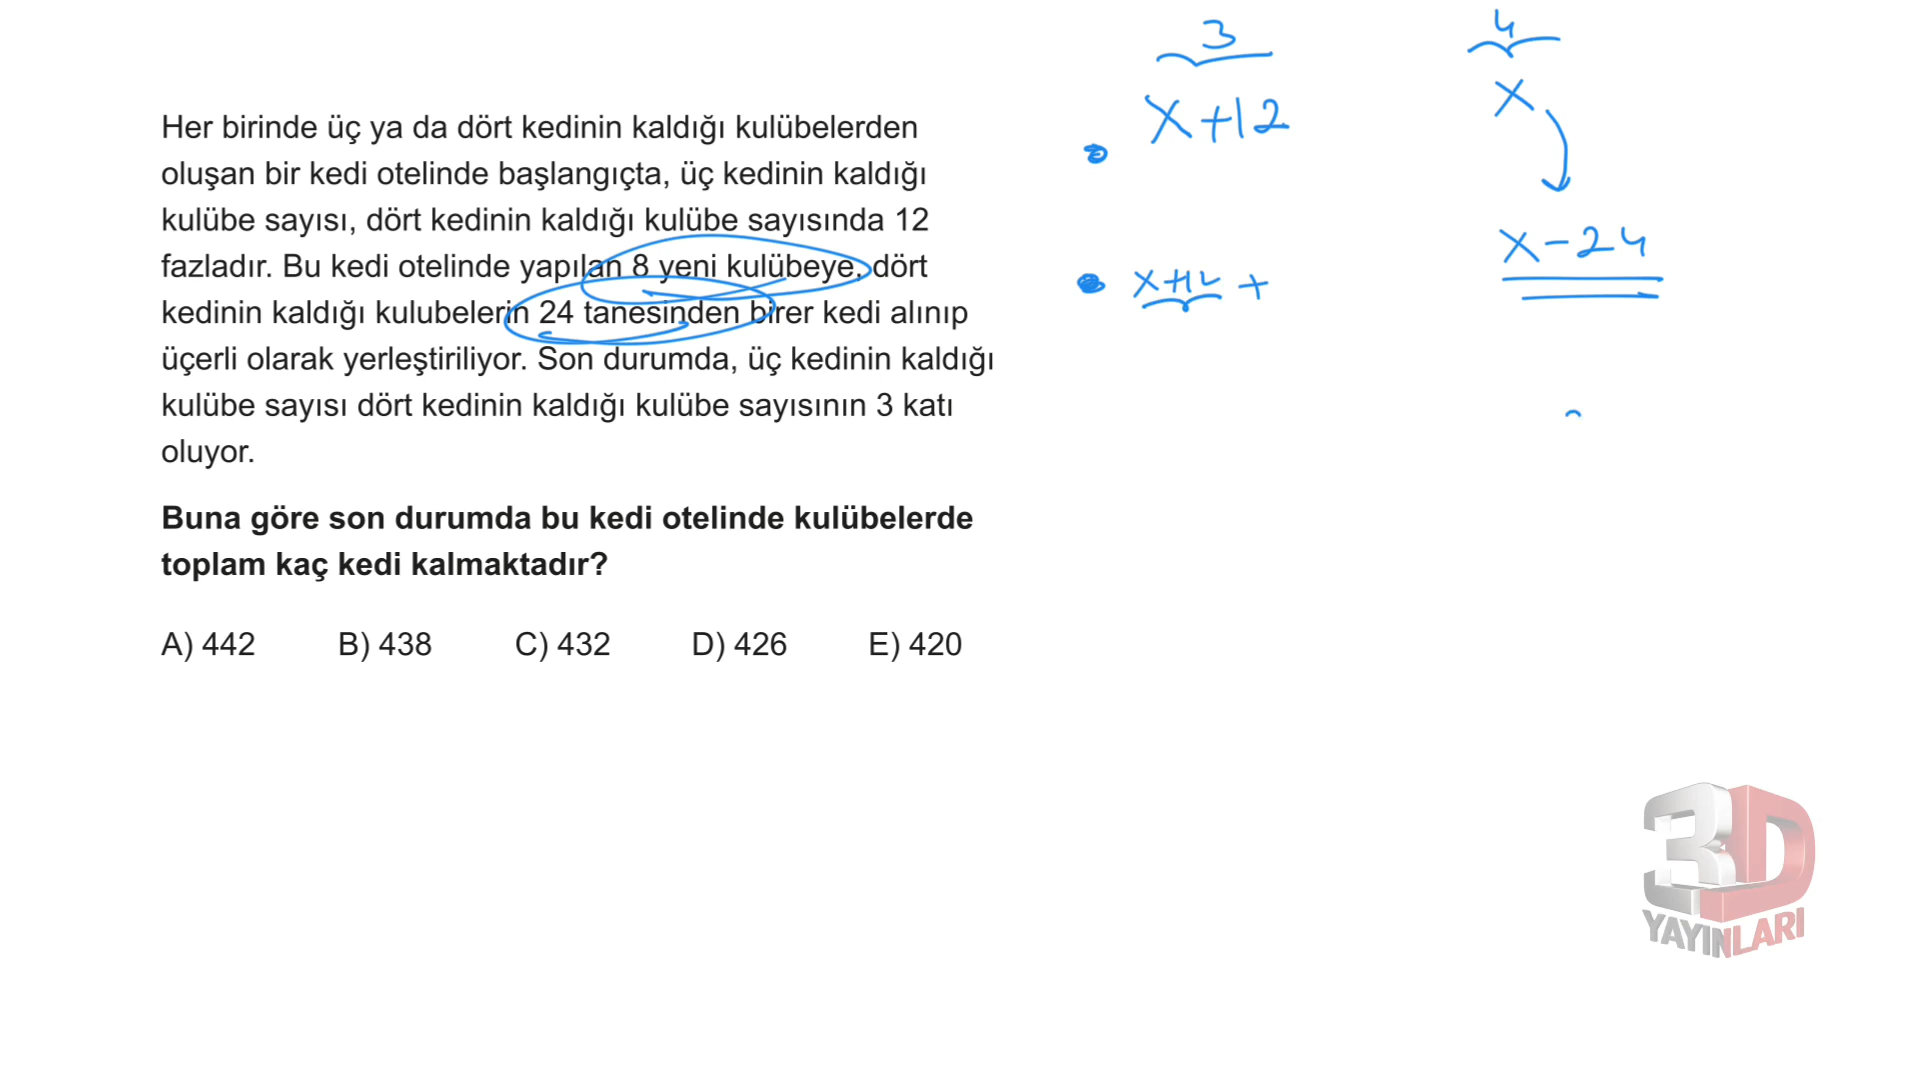 Her birinde üç ya da dört kedinin kaldığı kulübelerden
oluşan bir kedi otelinde başlangıçta, üç kedinin kaldığı
kulübe sayısı, dört kedinin kaldığı kulübe sayısında 12
fazladır. Bu kedi otelinde yapılan 8 yeni kulübeye, dört
kedinin kaldığı kulubelerin 24 tanesinden birer kedi alınıp
üçerli olarak yerleştiriliyor. Son durumda, üç kedinin kaldığı
kulübe sayısı dört kedinin kaldığı kulübe sayısının 3 katı
oluyor.
Buna göre son durumda bu kedi otelinde kulübelerde
toplam kaç kedi kalmaktadır?
A) 442 B) 438 C) 432 D) 426 E) 420
3 4
x+12 x
x+12 + x-24
3D
YAYINLARI